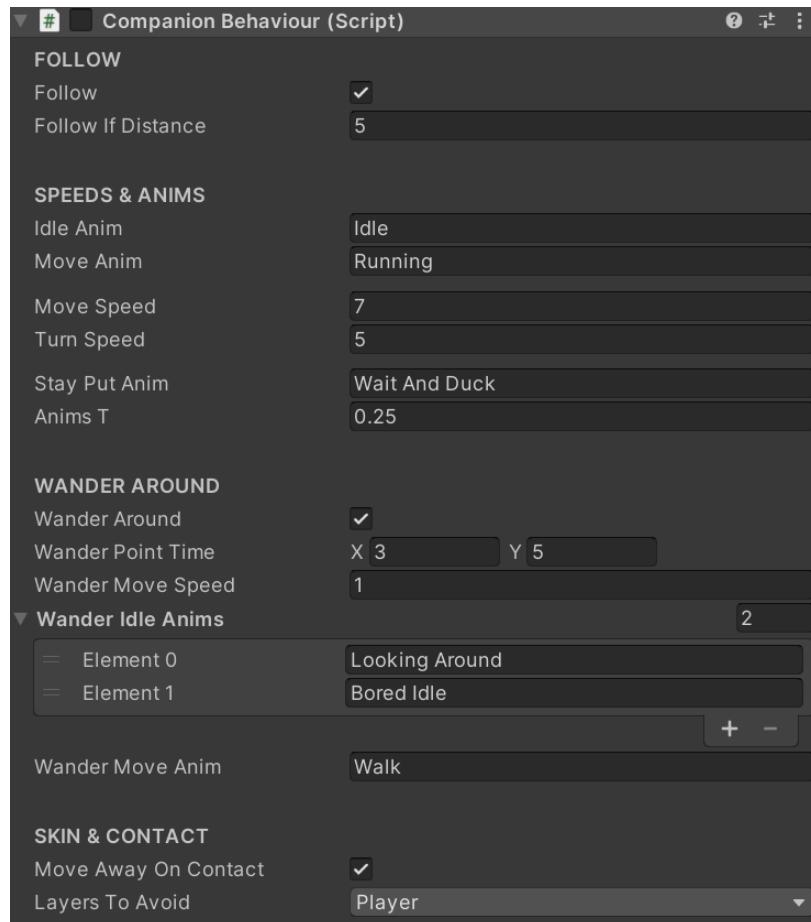 # Companion Behaviour (Script)
FOLLOW
Follow
Follow If Distance 5
SPEEDS & ANIMS
Idle Anim Idle
Move Anim Running
Move Speed 7
Turn Speed 5
Stay Put Anim Wait And Duck
Anims T 0.25
WANDER AROUND
Wander Around
Wander Point Time X 3 Y 5
Wander Move Speed 1
Wander Idle Anims 2
Element 0 Looking Around
Element 1 Bored Idle
+ −
Wander Move Anim Walk
SKIN & CONTACT
Move Away On Contact
Layers To Avoid Player